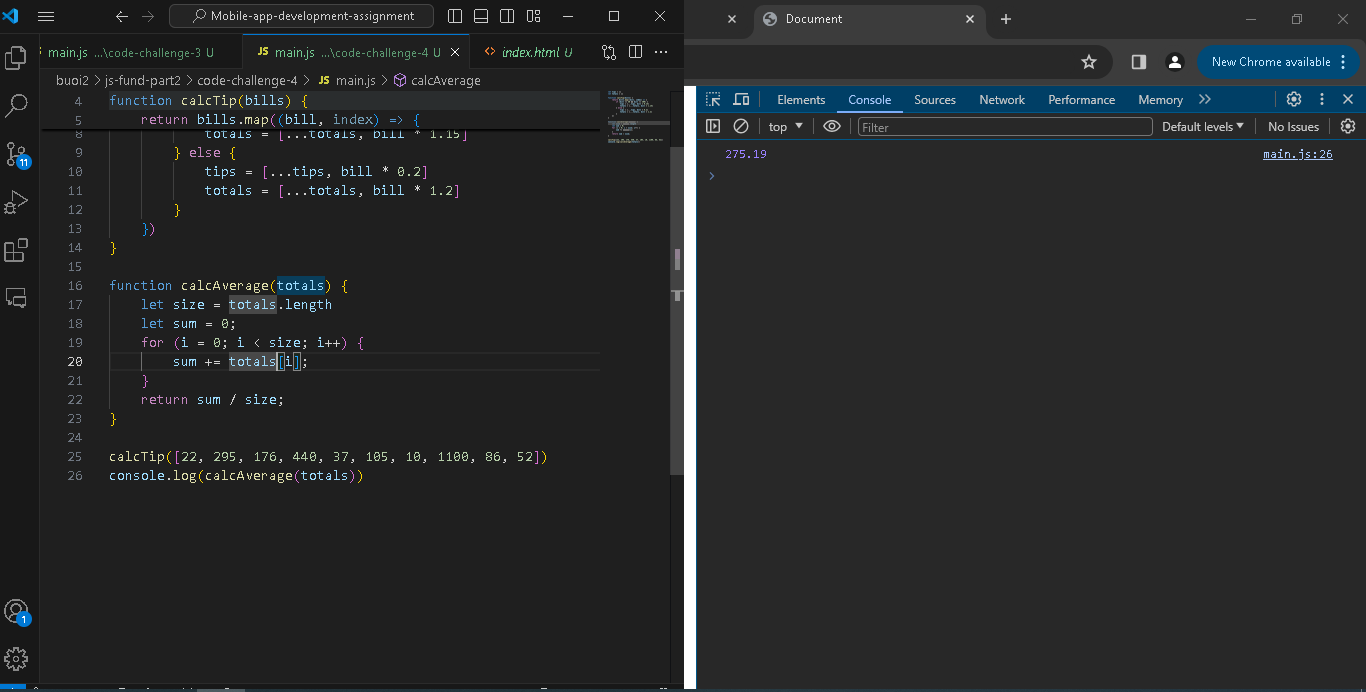 Mobile-app-development-assignment
main.js ...\code-challenge-3 U
JS main.js ...\code-challenge-4 U
<> index.html U
buoi2 > js-fund-part2 > code-challenge-4 > JS main.js > calcAverage
4 function calcTip(bills) {
5 return bills.map((bill, index) => {
8 totals = [...totals, bill * 1.15]
9 } else {
10 tips = [...tips, bill * 0.2]
11 totals = [...totals, bill * 1.2]
12 }
13 })
14 }
15
16 function calcAverage(totals) {
17 let size = totals.length
18 let sum = 0;
19 for (i = 0; i < size; i++) {
20 sum += totals[i];
21 }
22 return sum / size;
23 }
24
25 calcTip([22, 295, 176, 440, 37, 105, 10, 1100, 86, 52])
26 console.log(calcAverage(totals))
11
1
Document
New Chrome available
Elements Console Sources Network Performance Memory
top Filter Default levels No Issues
275.19 main.js:26